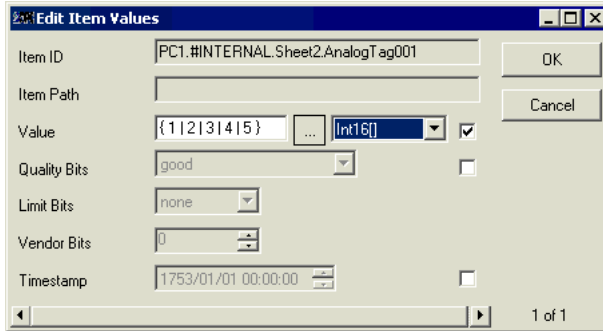 Edit Item Values
Item ID PC1.#INTERNAL.Sheet2.AnalogTag001 OK
Item Path Cancel
Value {1|2|3|4|5} ... Int16[]
Quality Bits good
Limit Bits none
Vendor Bits 0
Timestamp 1753/01/01 00:00:00
1 of 1